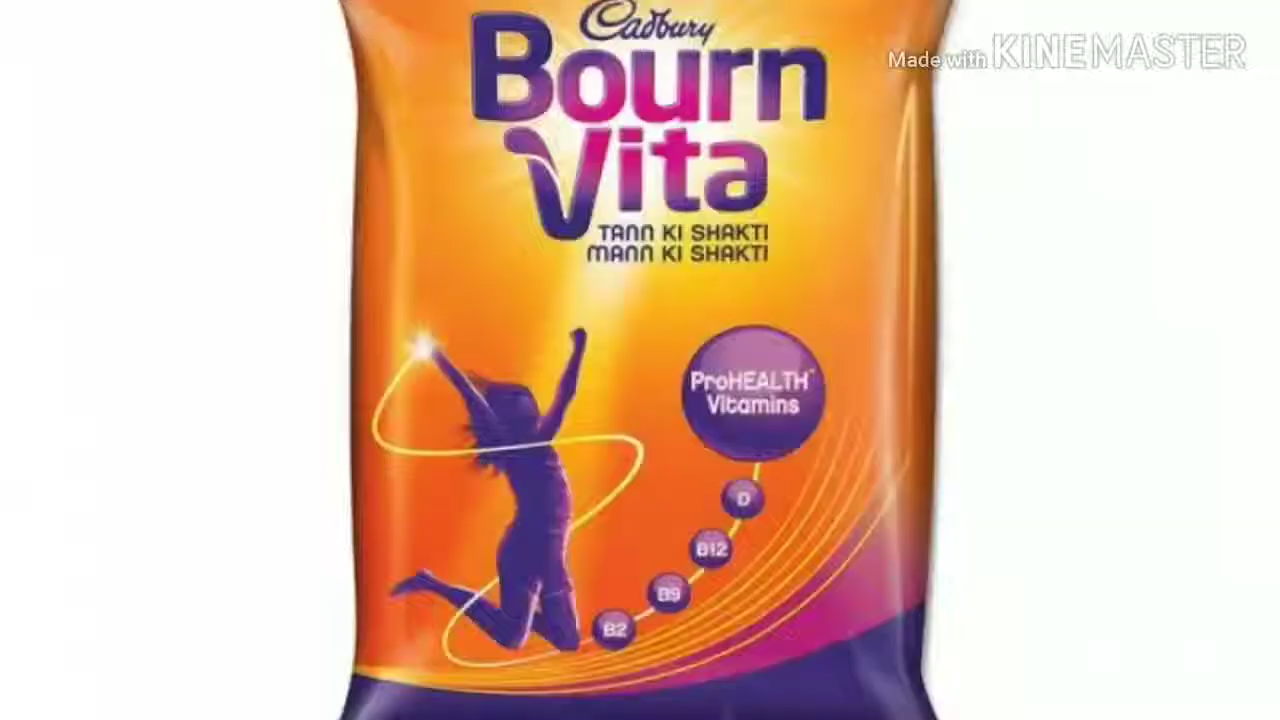 Cadbury
Bourn
Vita
TANN KI SHAKTI
MANN KI SHAKTI
Made with KINEMASTER
ProHEALTH™
Vitamins
D
B12
B9
B2